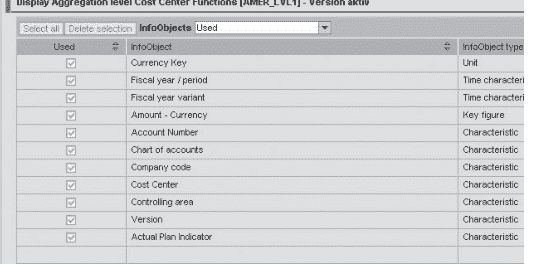 Display Aggregation level Cost Center Functions [AMER_LVL1] - Version aktiv
Select all Delete selection InfoObjects Used
Used InfoObject InfoObject type
Currency Key Unit
Fiscal year / period Time characteri
Fiscal year variant Time characteri
Amount - Currency Key figure
Account Number Characteristic
Chart of accounts Characteristic
Company code Characteristic
Cost Center Characteristic
Controlling area Characteristic
Version Characteristic
Actual Plan Indicator Characteristic